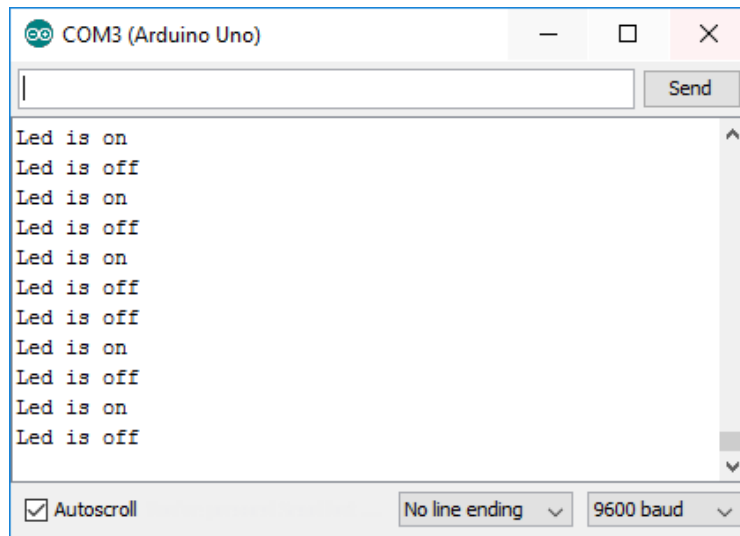 COM3 (Arduino Uno)
Send
Led is on
Led is off
Led is on
Led is off
Led is on
Led is off
Led is off
Led is on
Led is off
Led is on
Led is off
Autoscroll
No line ending
9600 baud